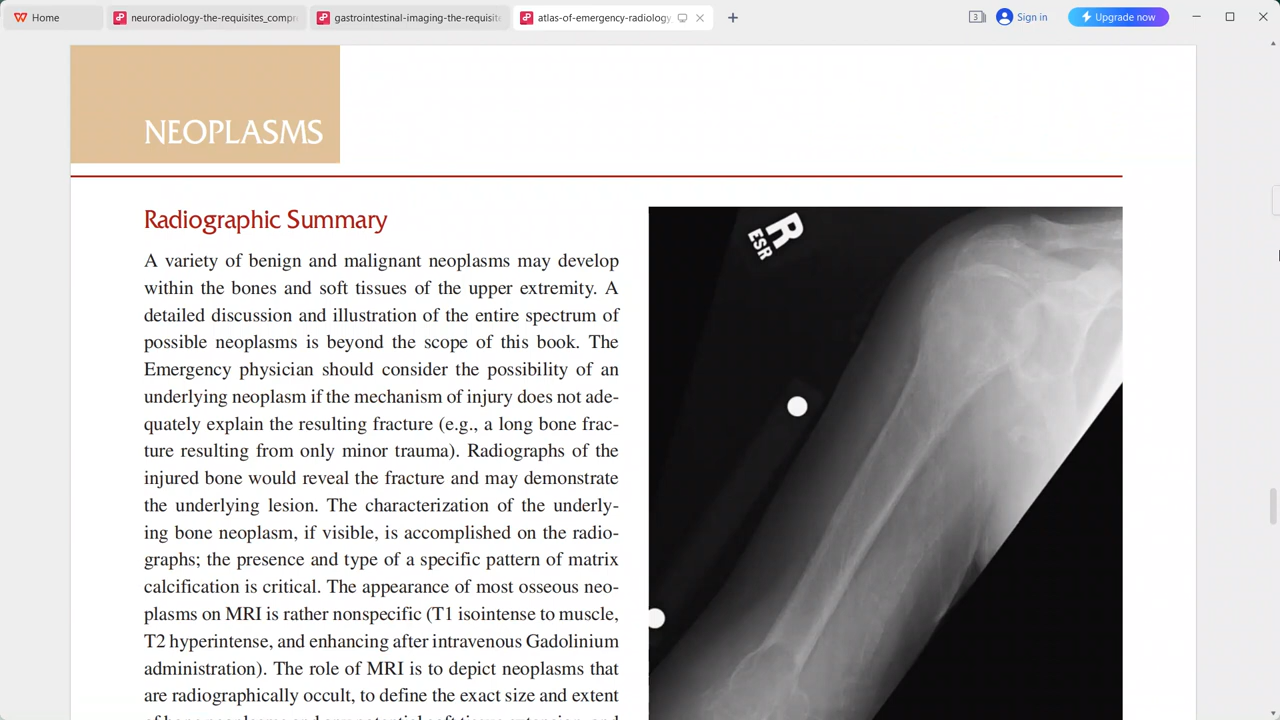 Home
neuroradiology-the-requisites_compr
gastrointestinal-imaging-the-requisite
atlas-of-emergency-radiology
3
Sign in
Upgrade now
NEOPLASMS
Radiographic Summary
A variety of benign and malignant neoplasms may develop
within the bones and soft tissues of the upper extremity. A
detailed discussion and illustration of the entire spectrum of
possible neoplasms is beyond the scope of this book. The
Emergency physician should consider the possibility of an
underlying neoplasm if the mechanism of injury does not ade-
quately explain the resulting fracture (e.g., a long bone frac-
ture resulting from only minor trauma). Radiographs of the
injured bone would reveal the fracture and may demonstrate
the underlying lesion. The characterization of the underly-
ing bone neoplasm, if visible, is accomplished on the radio-
graphs; the presence and type of a specific pattern of matrix
calcification is critical. The appearance of most osseous neo-
plasms on MRI is rather nonspecific (T1 isointense to muscle,
T2 hyperintense, and enhancing after intravenous Gadolinium
administration). The role of MRI is to depict neoplasms that
are radiographically occult, to define the exact size and extent
R
ESR